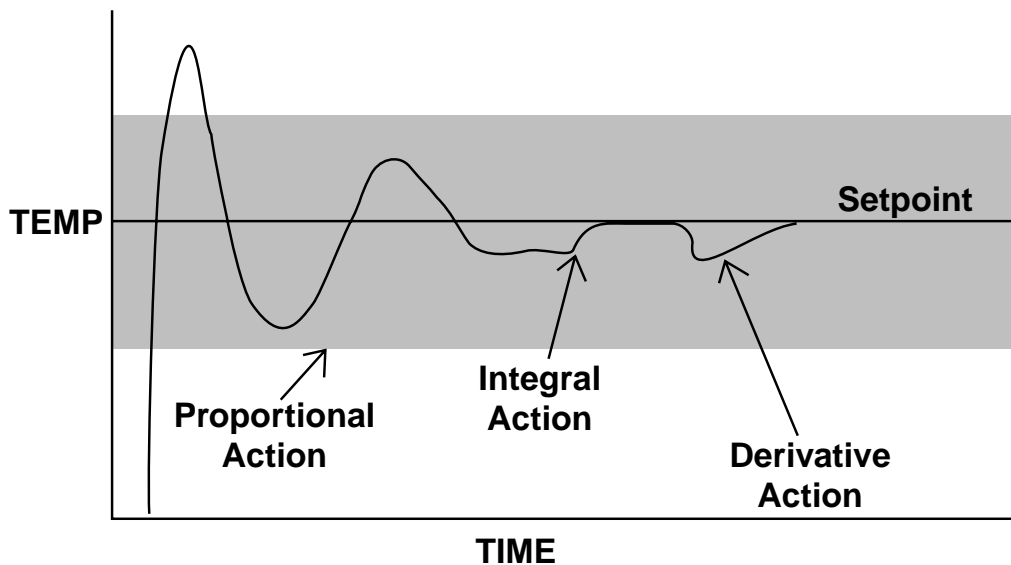 Setpoint
TEMP
Integral
Action
Proportional
Action
Derivative
Action
TIME